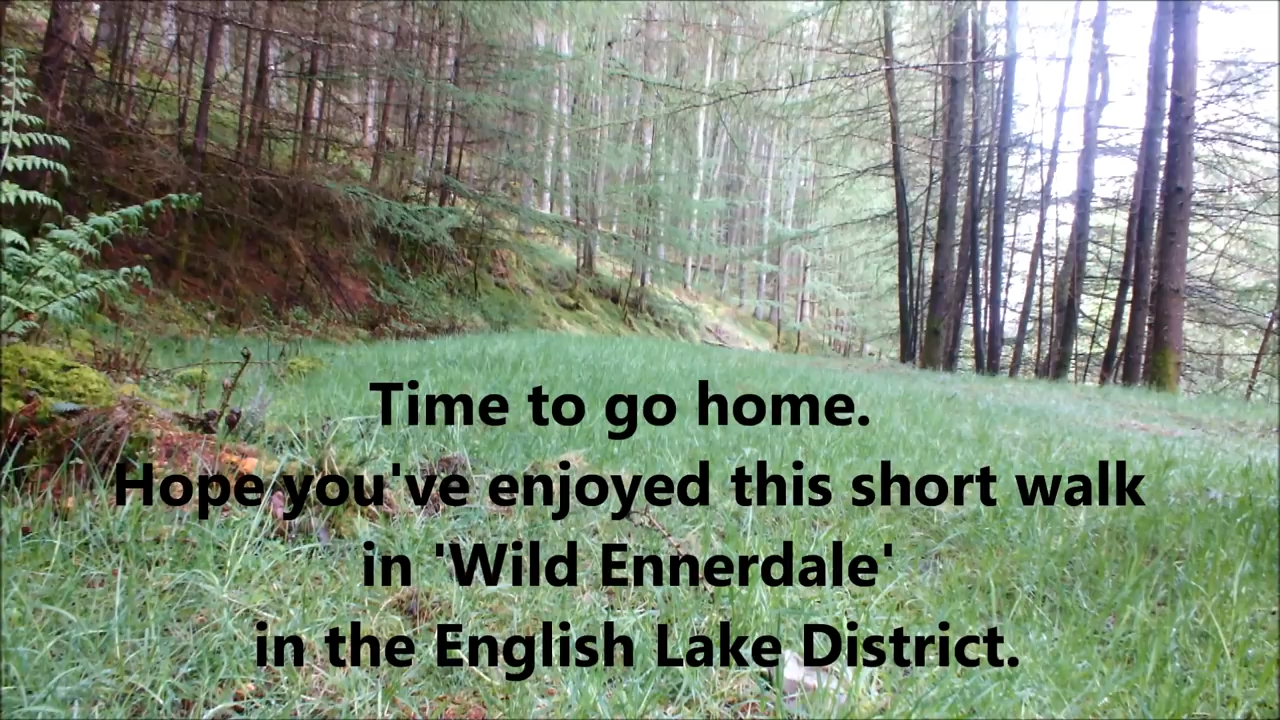 Time to go home.
Hope you've enjoyed this short walk
in 'Wild Ennerdale'
in the English Lake District.